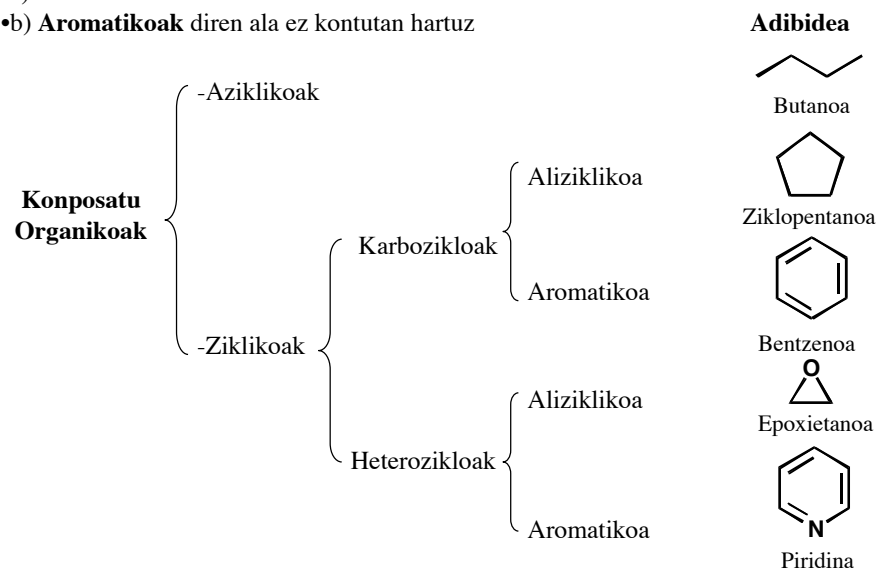 •b) Aromatikoak diren ala ez kontutan hartuz
Adibidea
-Aziklikoak
Butanoa
Aliziklikoa
Konposatu
Organikoak
Ziklopentanoa
Karbozikloak
Aromatikoa
-Ziklikoak
Bentzenoa
O
Aliziklikoa
Epoxietanoa
Heterozikloak
Aromatikoa
N
Piridina